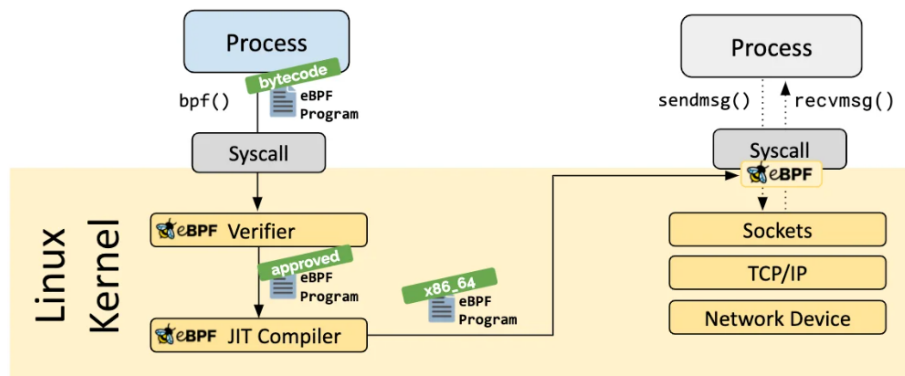 Process
bytecode
bpf()
eBPF
Program
Syscall
Process
sendmsg()
recvmsg()
Syscall
eBPF
Linux
Kernel
eBPF Verifier
approved
eBPF
Program
eBPF JIT Compiler
x86_64
eBPF
Program
Sockets
TCP/IP
Network Device